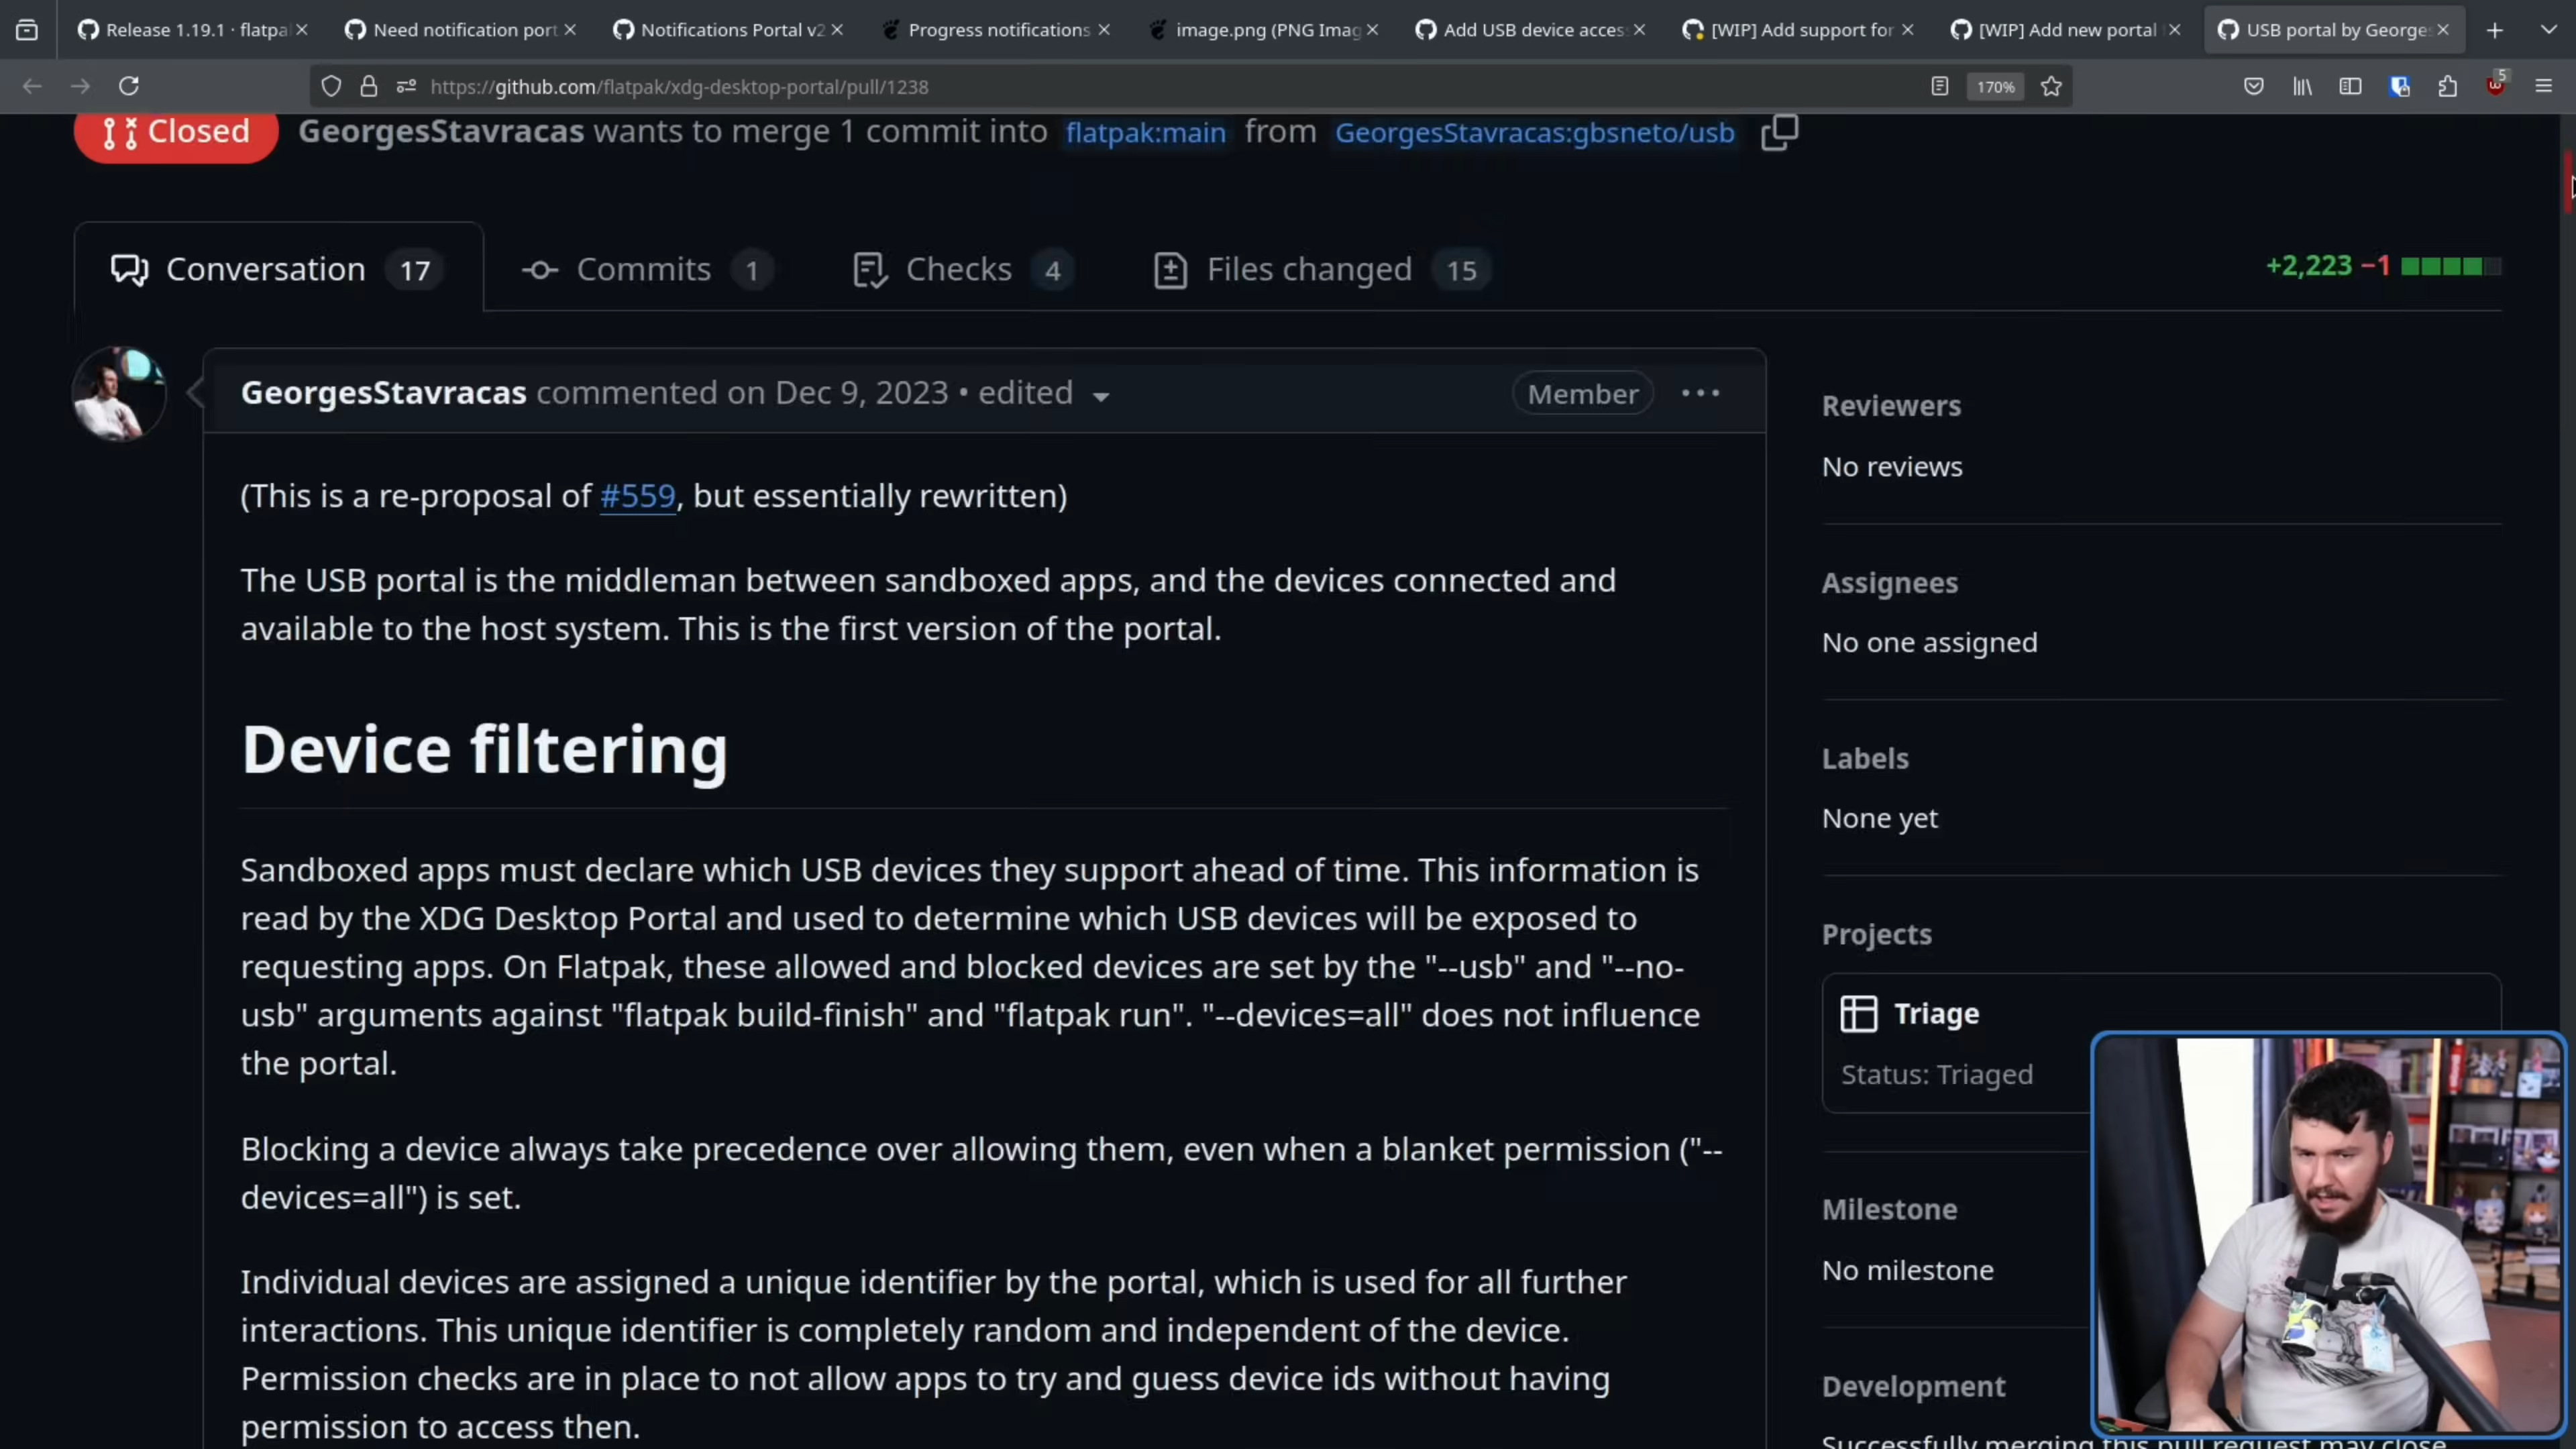 Release 1.19.1 · flatpa
Need notification port
Notifications Portal v2
Progress notifications
image.png (PNG Imag
Add USB device acces
[WIP] Add support for
[WIP] Add new portal
USB portal by George
https://github.com/flatpak/xdg-desktop-portal/pull/1238
170%
5
Closed
GeorgesStavracas wants to merge 1 commit into flatpak:main from GeorgesStavracas:gbsneto/usb
Conversation 17
Commits 1
Checks 4
Files changed 15
+2,223 −1
GeorgesStavracas commented on Dec 9, 2023 • edited
Member
(This is a re-proposal of #559, but essentially rewritten)
The USB portal is the middleman between sandboxed apps, and the devices connected and
available to the host system. This is the first version of the portal.
Device filtering
Sandboxed apps must declare which USB devices they support ahead of time. This information is
read by the XDG Desktop Portal and used to determine which USB devices will be exposed to
requesting apps. On Flatpak, these allowed and blocked devices are set by the "--usb" and "--no-
usb" arguments against "flatpak build-finish" and "flatpak run". "--devices=all" does not influence
the portal.
Blocking a device always take precedence over allowing them, even when a blanket permission ("--
devices=all") is set.
Individual devices are assigned a unique identifier by the portal, which is used for all further
interactions. This unique identifier is completely random and independent of the device.
Permission checks are in place to not allow apps to try and guess device ids without having
permission to access then.
Reviewers
No reviews
Assignees
No one assigned
Labels
None yet
Projects
Triage
Status: Triaged
Milestone
No milestone
Development
Successfully merging this pull request may close